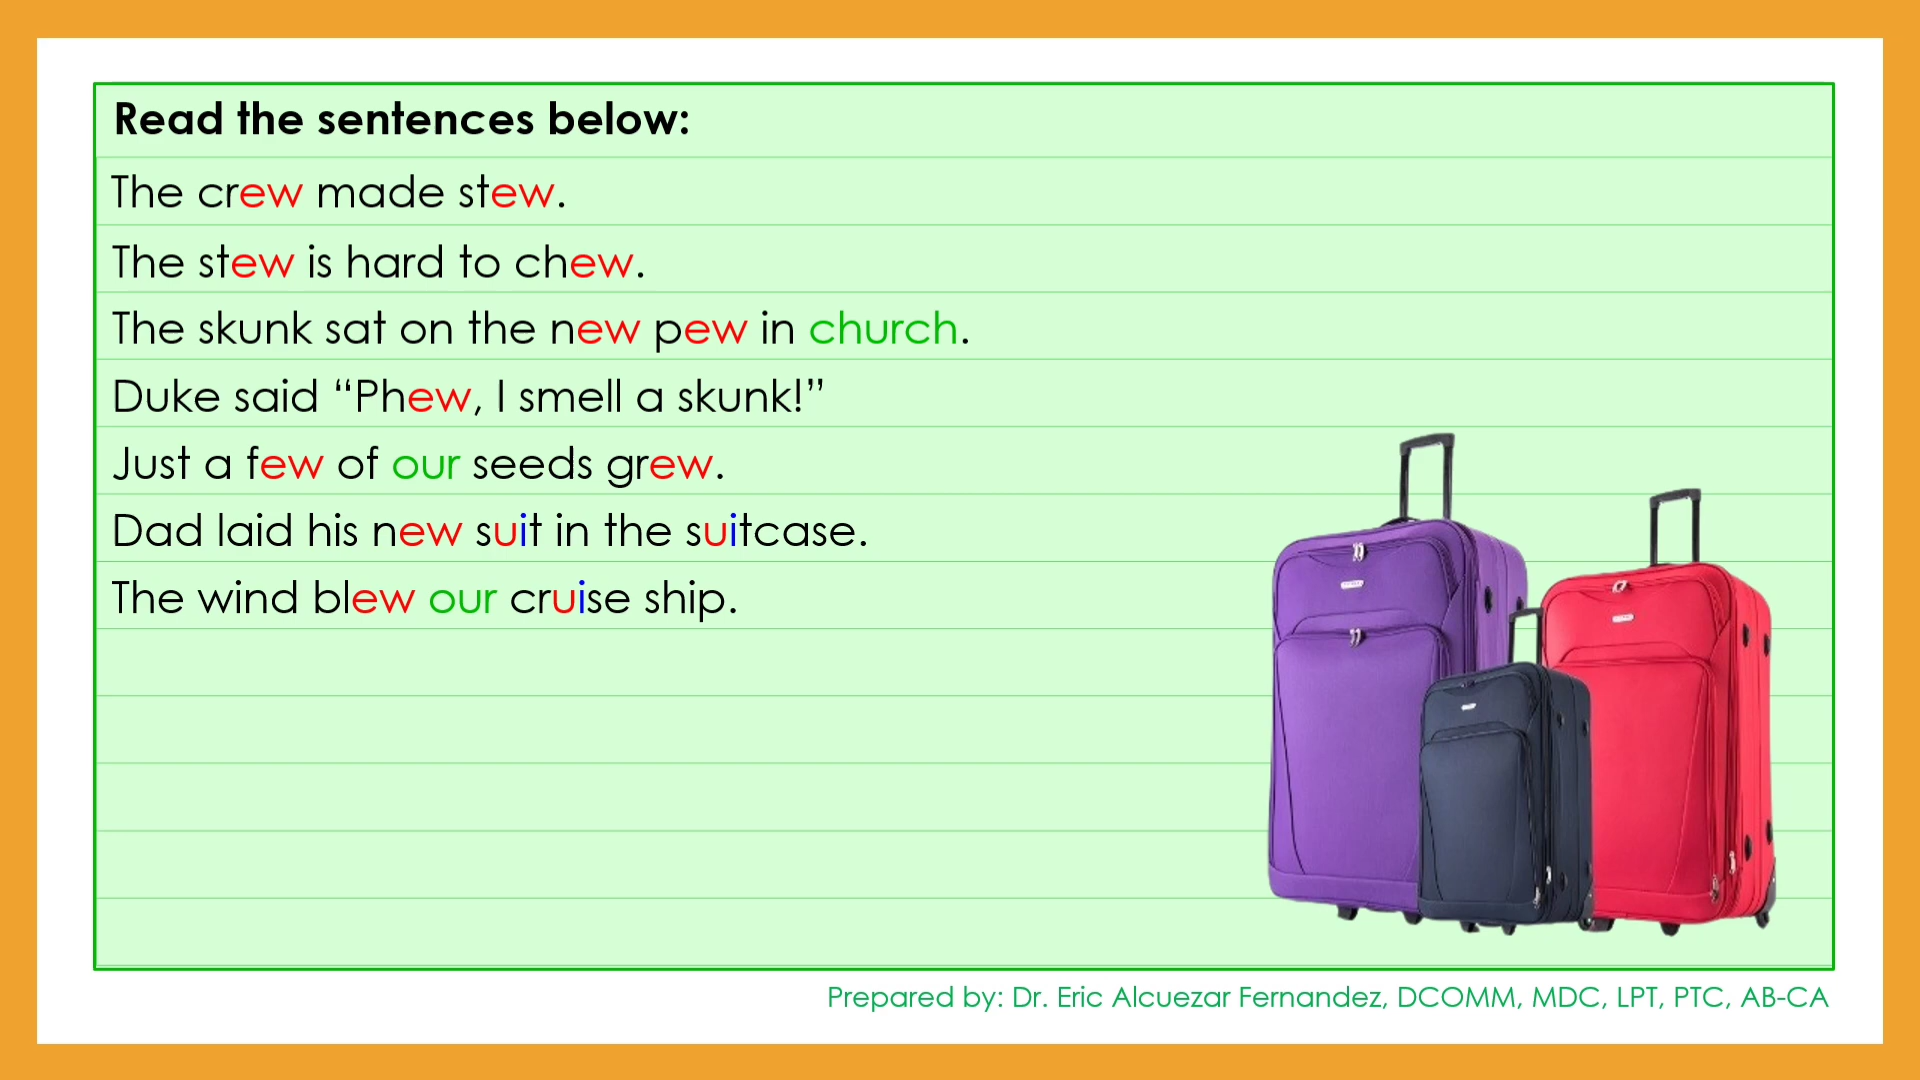 Read the sentences below:
The crew made stew.
The stew is hard to chew.
The skunk sat on the new pew in church.
Duke said “Phew, I smell a skunk!”
Just a few of our seeds grew.
Dad laid his new suit in the suitcase.
The wind blew our cruise ship.
Prepared by: Dr. Eric Alcuezar Fernandez, DCOMM, MDC, LPT, PTC, AB-CA